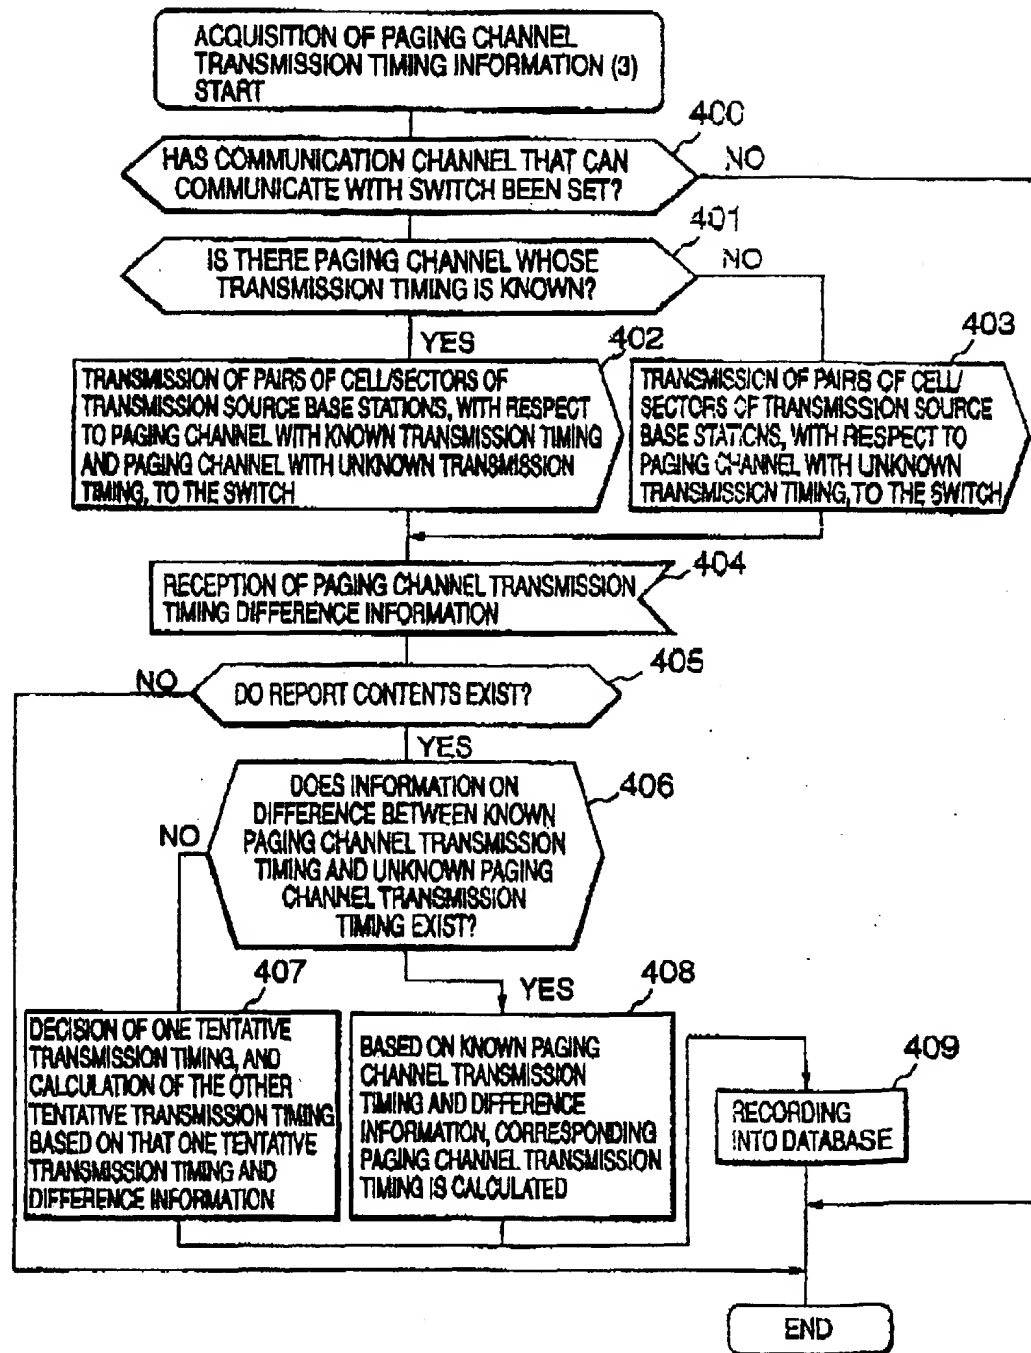 ACQUISITION OF PAGING CHANNEL
TRANSMISSION TIMING INFORMATION (3)
START
400
HAS COMMUNICATION CHANNEL THAT CAN
COMMUNICATE WITH SWITCH BEEN SET?
NO
401
IS THERE PAGING CHANNEL WHOSE
TRANSMISSION TIMING IS KNOWN?
NO
YES
402
TRANSMISSION OF PAIRS OF CELL/SECTORS OF
TRANSMISSION SOURCE BASE STATIONS, WITH RESPECT
TO PAGING CHANNEL WITH KNOWN TRANSMISSION TIMING
AND PAGING CHANNEL WITH UNKNOWN TRANSMISSION
TIMING, TO THE SWITCH
403
TRANSMISSION OF PAIRS OF CELL/
SECTORS OF TRANSMISSION SOURCE
BASE STATIONS, WITH RESPECT TO
PAGING CHANNEL WITH UNKNOWN
TRANSMISSION TIMING, TO THE SWITCH
404
RECEPTION OF PAGING CHANNEL TRANSMISSION
TIMING DIFFERENCE INFORMATION
405
NO
DO REPORT CONTENTS EXIST?
YES
406
DOES INFORMATION ON
DIFFERENCE BETWEEN KNOWN
PAGING CHANNEL TRANSMISSION
TIMING AND UNKNOWN PAGING
CHANNEL TRANSMISSION
TIMING EXIST?
NO
YES
407
DECISION OF ONE TENTATIVE
TRANSMISSION TIMING, AND
CALCULATION OF THE OTHER
TENTATIVE TRANSMISSION TIMING
BASED ON THAT ONE TENTATIVE
TRANSMISSION TIMING AND
DIFFERENCE INFORMATION
408
BASED ON KNOWN PAGING
CHANNEL TRANSMISSION
TIMING AND DIFFERENCE
INFORMATION, CORRESPONDING
PAGING CHANNEL TRANSMISSION
TIMING IS CALCULATED
409
RECORDING
INTO DATABASE
END